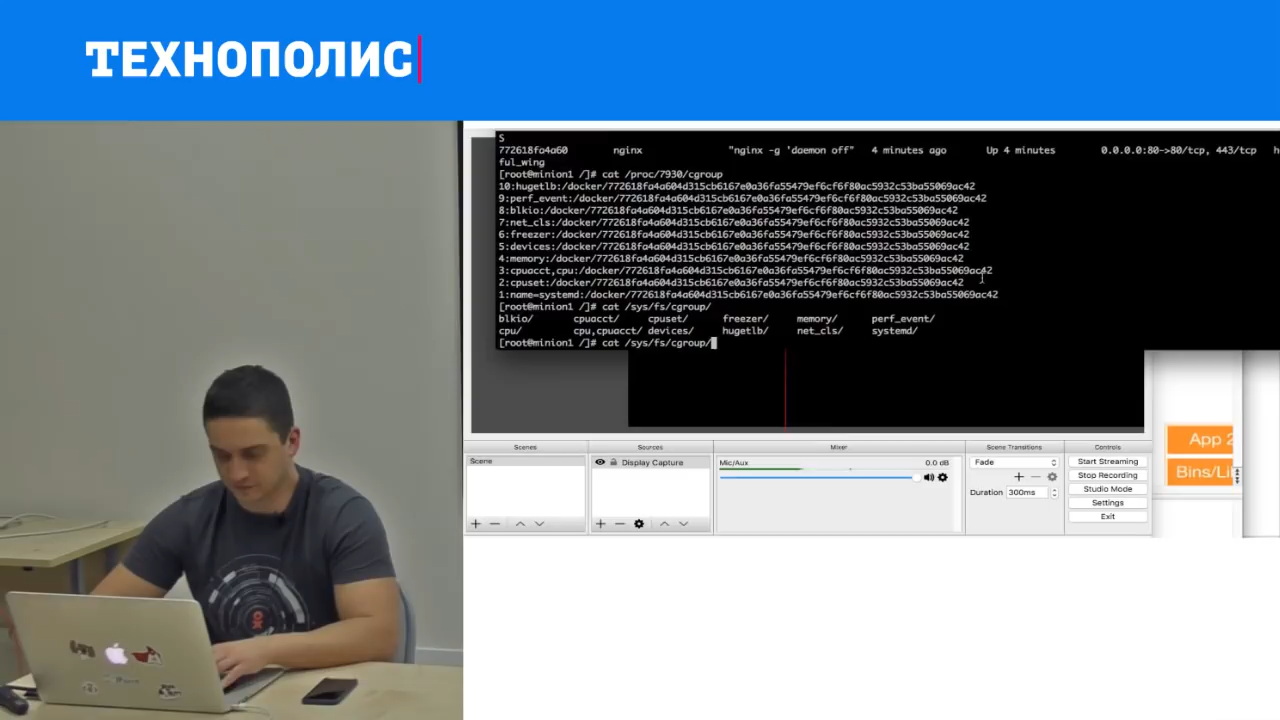 ТЕХНОПОЛИС
S
772618fa4a60 nginx "nginx -g 'daemon off" 4 minutes ago Up 4 minutes 0.0.0.0:80->80/tcp, 443/tcp h
ful_wing
[root@minion1 /]# cat /proc/7930/cgroup
10:hugetlb:/docker/772618fa4a604d315cb6167e0a36fa55479ef6cf6f80ac5932c53ba55069ac42
9:perf_event:/docker/772618fa4a604d315cb6167e0a36fa55479ef6cf6f80ac5932c53ba55069ac42
8:blkio:/docker/772618fa4a604d315cb6167e0a36fa55479ef6cf6f80ac5932c53ba55069ac42
7:net_cls:/docker/772618fa4a604d315cb6167e0a36fa55479ef6cf6f80ac5932c53ba55069ac42
6:freezer:/docker/772618fa4a604d315cb6167e0a36fa55479ef6cf6f80ac5932c53ba55069ac42
5:devices:/docker/772618fa4a604d315cb6167e0a36fa55479ef6cf6f80ac5932c53ba55069ac42
4:memory:/docker/772618fa4a604d315cb6167e0a36fa55479ef6cf6f80ac5932c53ba55069ac42
3:cpuacct,cpu:/docker/772618fa4a604d315cb6167e0a36fa55479ef6cf6f80ac5932c53ba55069ac42
2:cpuset:/docker/772618fa4a604d315cb6167e0a36fa55479ef6cf6f80ac5932c53ba55069ac42
1:name=systemd:/docker/772618fa4a604d315cb6167e0a36fa55479ef6cf6f80ac5932c53ba55069ac42
[root@minion1 /]# cat /sys/fs/cgroup/
blkio/ cpuacct/ cpuset/ freezer/ memory/ perf_event/
cpu/ cpu,cpuacct/ devices/ hugetlb/ net_cls/ systemd/
[root@minion1 /]# cat /sys/fs/cgroup/
App 2
Bins/Li
Scenes Sources Mixer Scene Transitions Controls
Scene
Display Capture
Mic/Aux 0.0 dB
Fade
Duration 300ms
Start Streaming
Stop Recording
Studio Mode
Settings
Exit